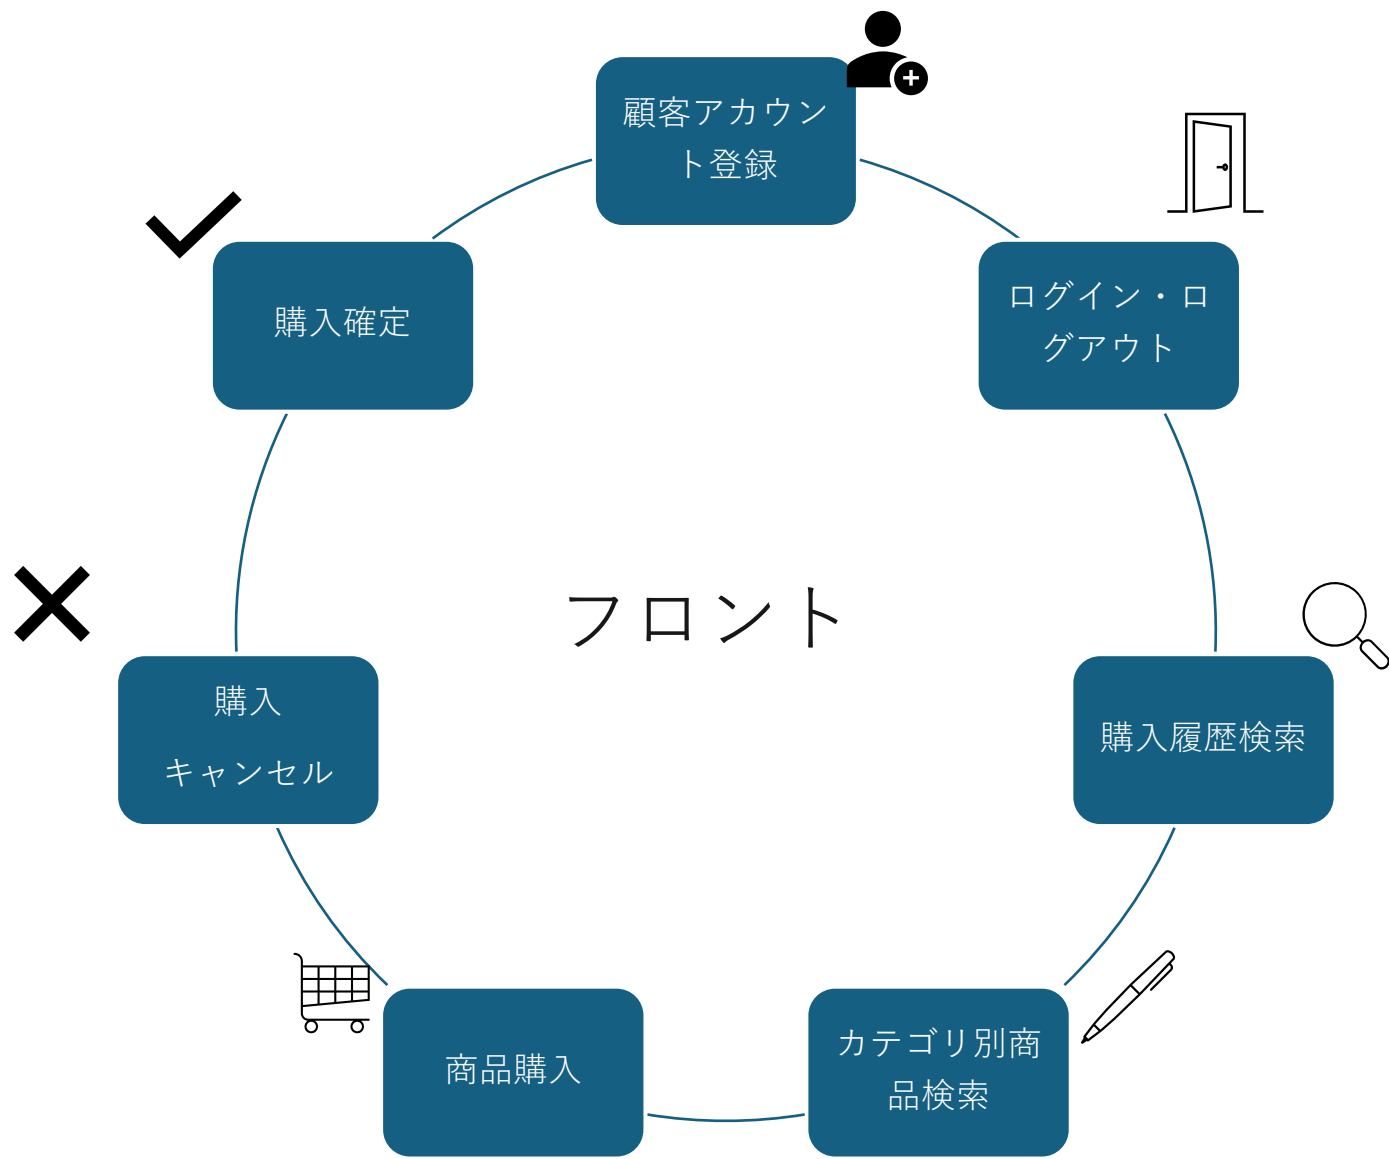 顧客アカウン
ト登録
ログイン・ロ
グアウト
購入履歴検索
カテゴリ別商
品検索
商品購入
購入
キャンセル
購入確定
フロント